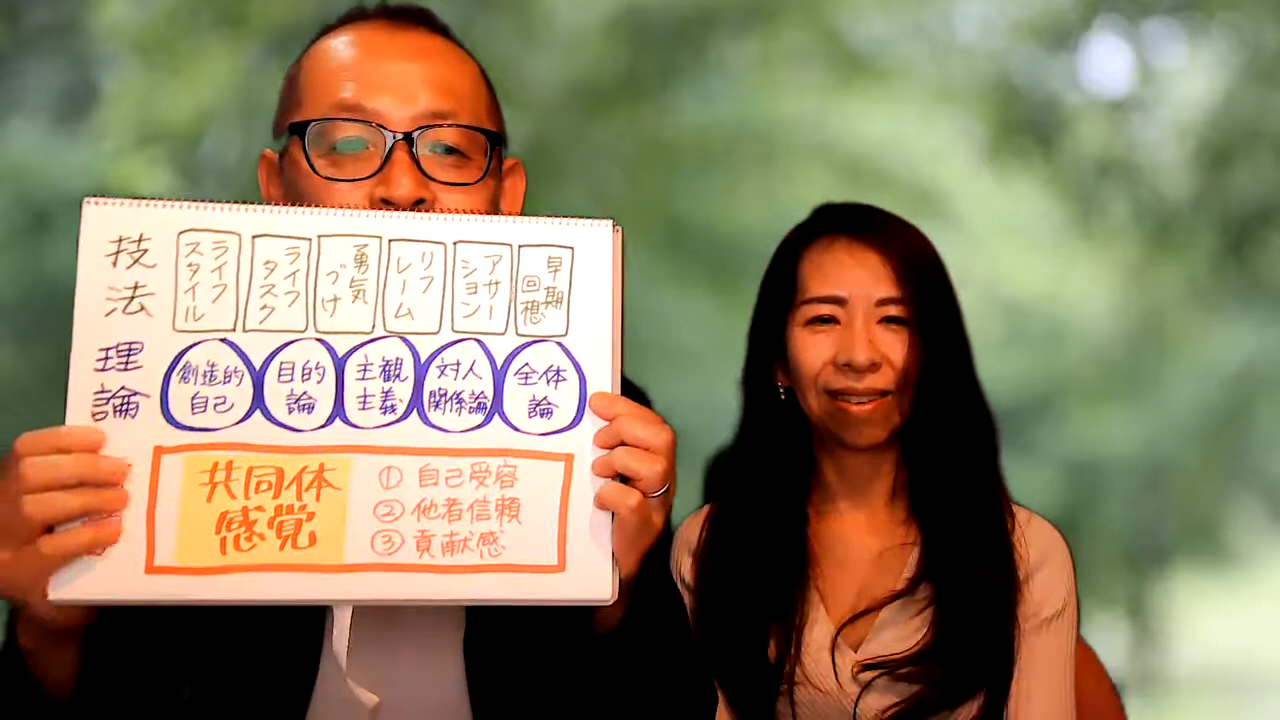 技法
ライフスタイル
ライフタスク
勇気づけ
リフレーム
アサーション
早期回想
理論
創造的自己
目的論
主観主義
対人関係論
全体論
共同体感覚
① 自己受容
② 他者信頼
③ 貢献感